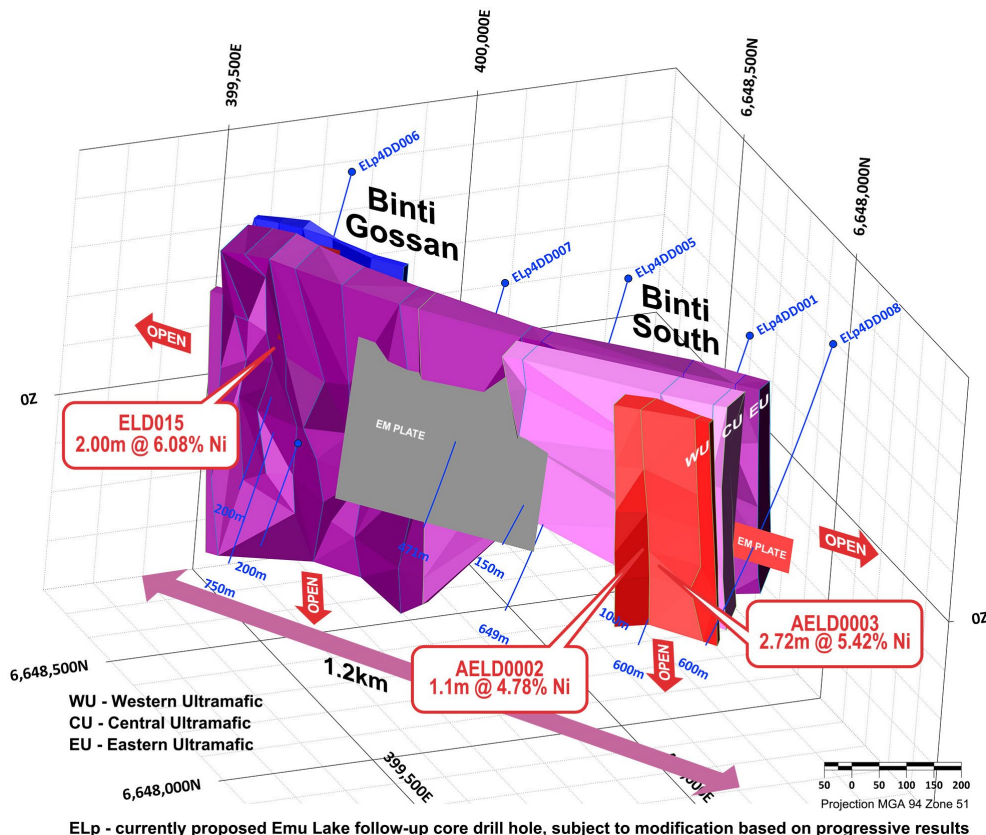 399,500E
400,000E
6,648,500N
6,648,000N
ELp4DD006
Binti
Gossan
ELp4DD007
ELp4DD005
Binti
South
ELp4DD001
ELp4DD008
OPEN
0Z
ELD015
2.00m @ 6.08% Ni
EM PLATE
WU
CU
EU
200m
200m
750m
471m
150m
649m
EM PLATE
OPEN
OPEN
100m
600m
OPEN
600m
AELD0003
2.72m @ 5.42% Ni
0Z
AELD0002
1.1m @ 4.78% Ni
6,648,500N
1.2km
WU - Western Ultramafic
CU - Central Ultramafic
EU - Eastern Ultramafic
6,648,000N
399,500E
50 0 50 100 150 200
Projection MGA 94 Zone 51
ELp - currently proposed Emu Lake follow-up core drill hole, subject to modification based on progressive results